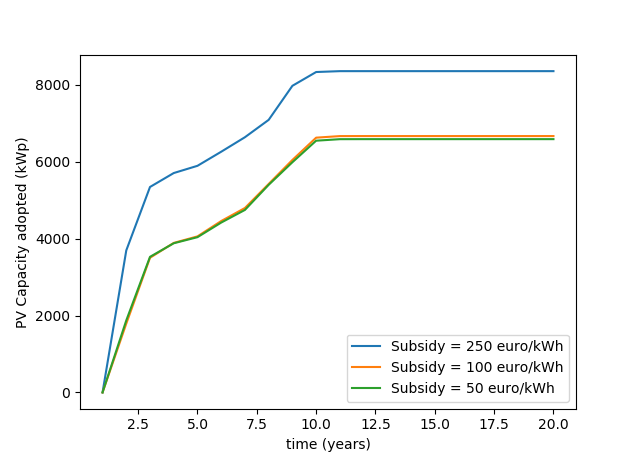 8000
6000
4000
2000
0
PV Capacity adopted (kWp)
Subsidy = 250 euro/kWh
Subsidy = 100 euro/kWh
Subsidy = 50 euro/kWh
2.5 5.0 7.5 10.0 12.5 15.0 17.5 20.0
time (years)